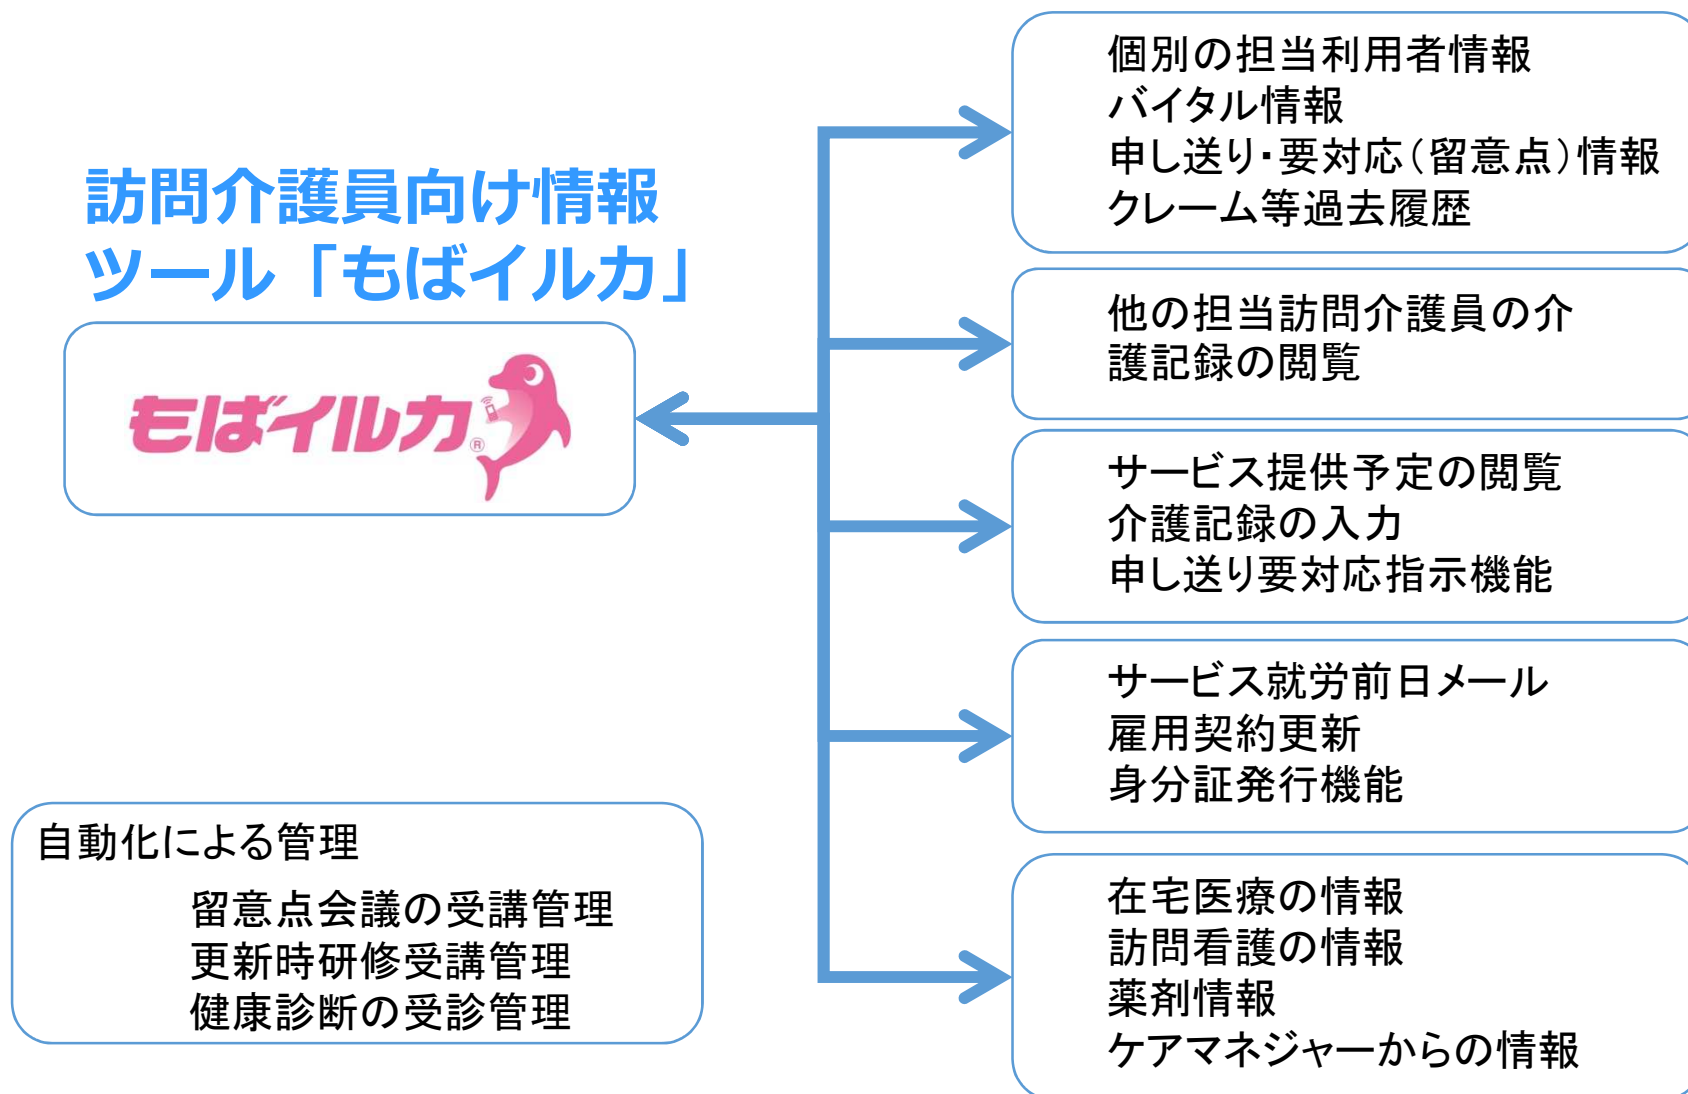 訪問介護員向け情報
ツール「もばイルカ」
もばイルカ®
個別の担当利用者情報
バイタル情報
申し送り・要対応(留意点)情報
クレーム等過去履歴
他の担当訪問介護員の介
護記録の閲覧
サービス提供予定の閲覧
介護記録の入力
申し送り要対応指示機能
サービス就労前日メール
雇用契約更新
身分証発行機能
在宅医療の情報
訪問看護の情報
薬剤情報
ケアマネジャーからの情報
自動化による管理
留意点会議の受講管理
更新時研修受講管理
健康診断の受診管理